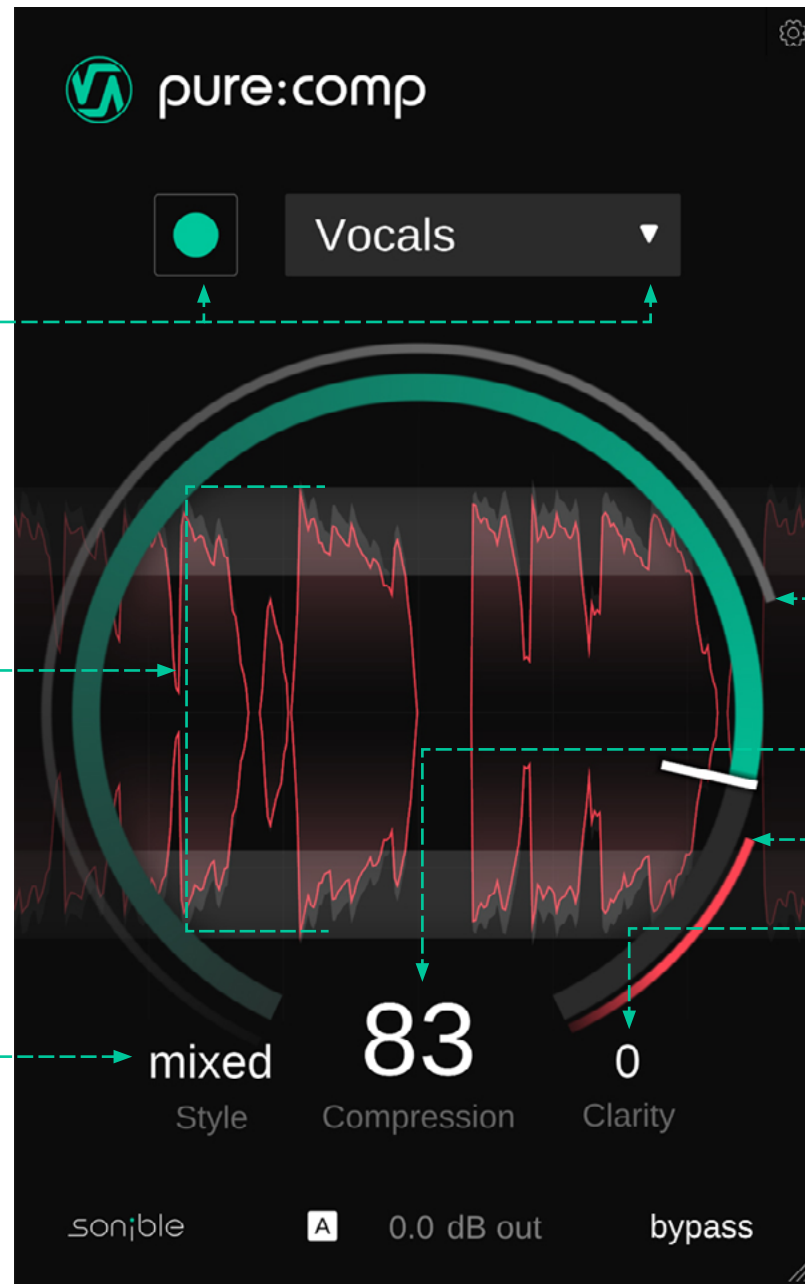 pure:comp
Vocals
mixed 83 0
Style Compression Clarity
sonible A 0.0 dB out bypass